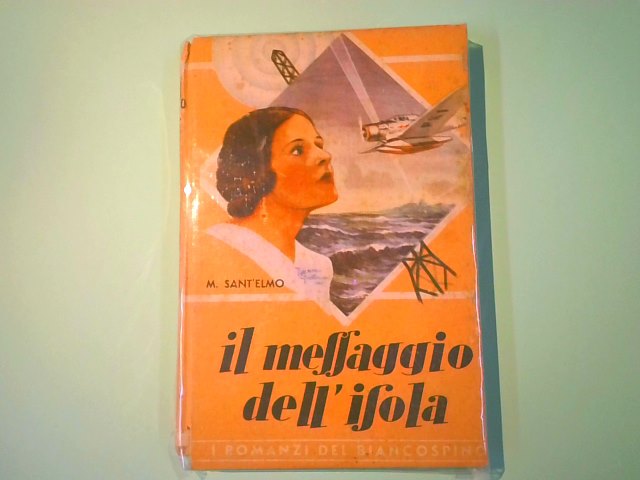 M. SANT'ELMO
il messaggio
dell'isola
I ROMANZI DEL BIANCOSPINO